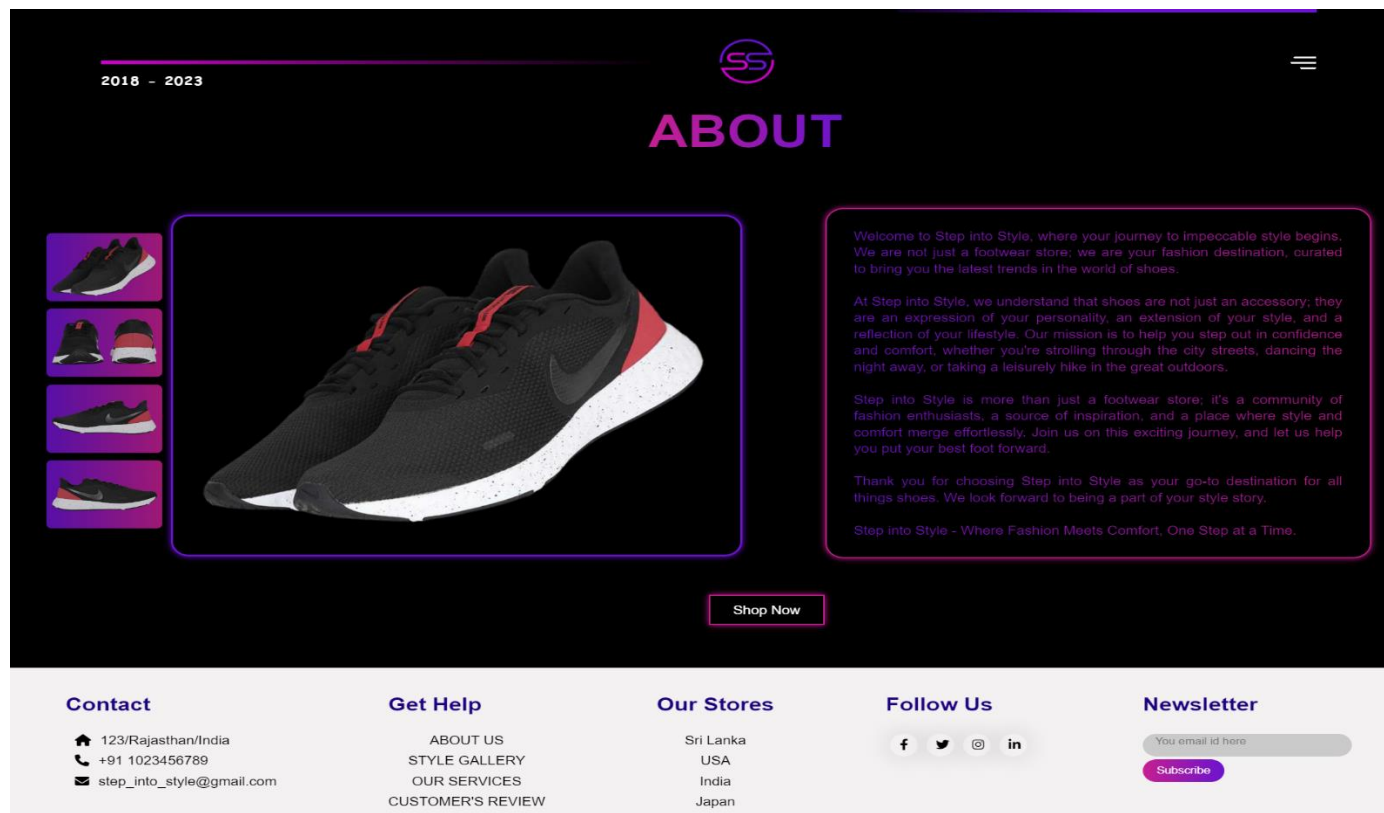 SS
2018 - 2023
ABOUT
Welcome to Step into Style, where your journey to impeccable style begins.
We are not just a footwear store; we are your fashion destination, curated
to bring you the latest trends in the world of shoes.
At Step into Style, we understand that shoes are not just an accessory; they
are an expression of your personality, an extension of your style, and a
reflection of your lifestyle. Our mission is to help you step out in confidence
and comfort, whether you're strolling through the city streets, dancing the
night away, or taking a leisurely hike in the great outdoors.
Step into Style is more than just a footwear store; it's a community of
fashion enthusiasts, a source of inspiration, and a place where style and
comfort merge effortlessly. Join us on this exciting journey, and let us help
you put your best foot forward.
Thank you for choosing Step into Style as your go-to destination for all
things shoes. We look forward to being a part of your style story.
Step into Style - Where Fashion Meets Comfort, One Step at a Time.
Shop Now
Contact
123/Rajasthan/India
+91 1023456789
step_into_style@gmail.com
Get Help
ABOUT US
STYLE GALLERY
OUR SERVICES
CUSTOMER'S REVIEW
Our Stores
Sri Lanka
USA
India
Japan
Follow Us
Newsletter
You email id here
Subscribe